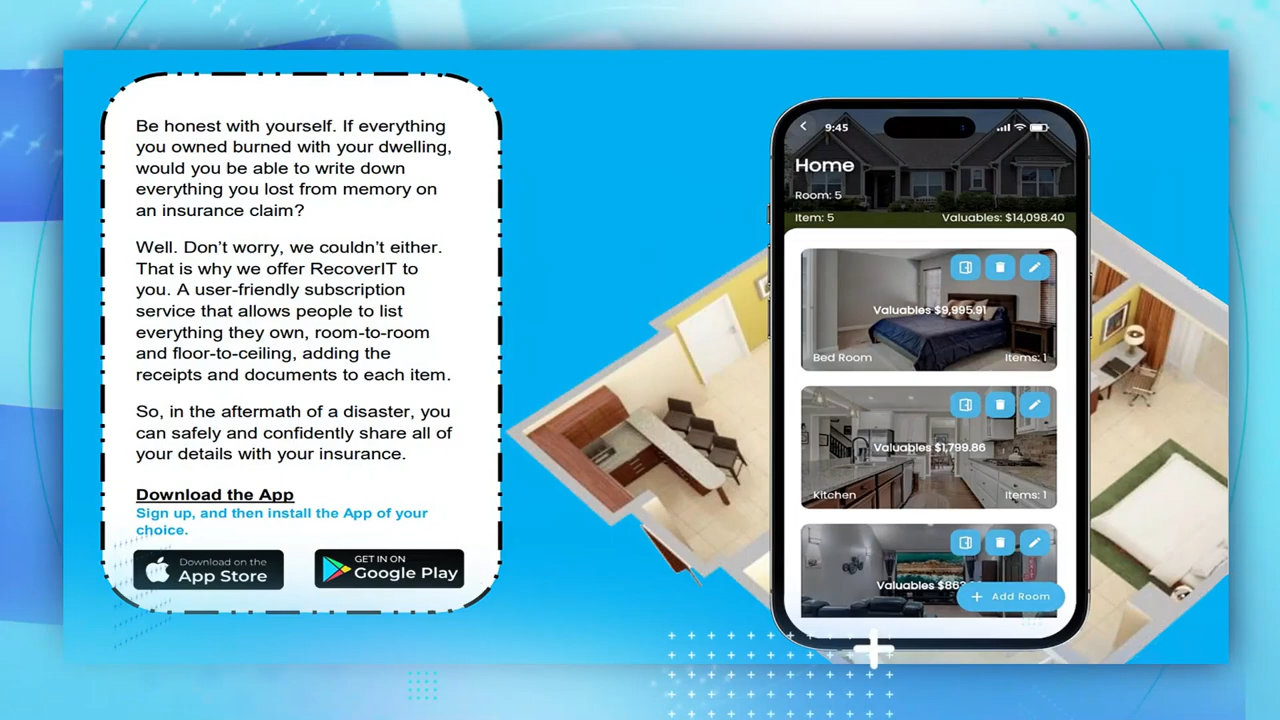 Be honest with yourself. If everything
you owned burned with your dwelling,
would you be able to write down
everything you lost from memory on
an insurance claim?
Well. Don't worry, we couldn't either.
That is why we offer RecoverIT to
you. A user-friendly subscription
service that allows people to list
everything they own, room-to-room
and floor-to-ceiling, adding the
receipts and documents to each item.
So, in the aftermath of a disaster, you
can safely and confidently share all of
your details with your insurance.
Download the App
Sign up, and then install the App of your
choice.
Download on the
App Store
GET IN ON
Google Play
9:45
Home
Room: 5
Item: 5 Valuables: $14,098.40
Valuables $9,995.91
Bed Room Items: 1
Valuables $1,799.86
Kitchen Items: 1
Valuables
+ Add Room